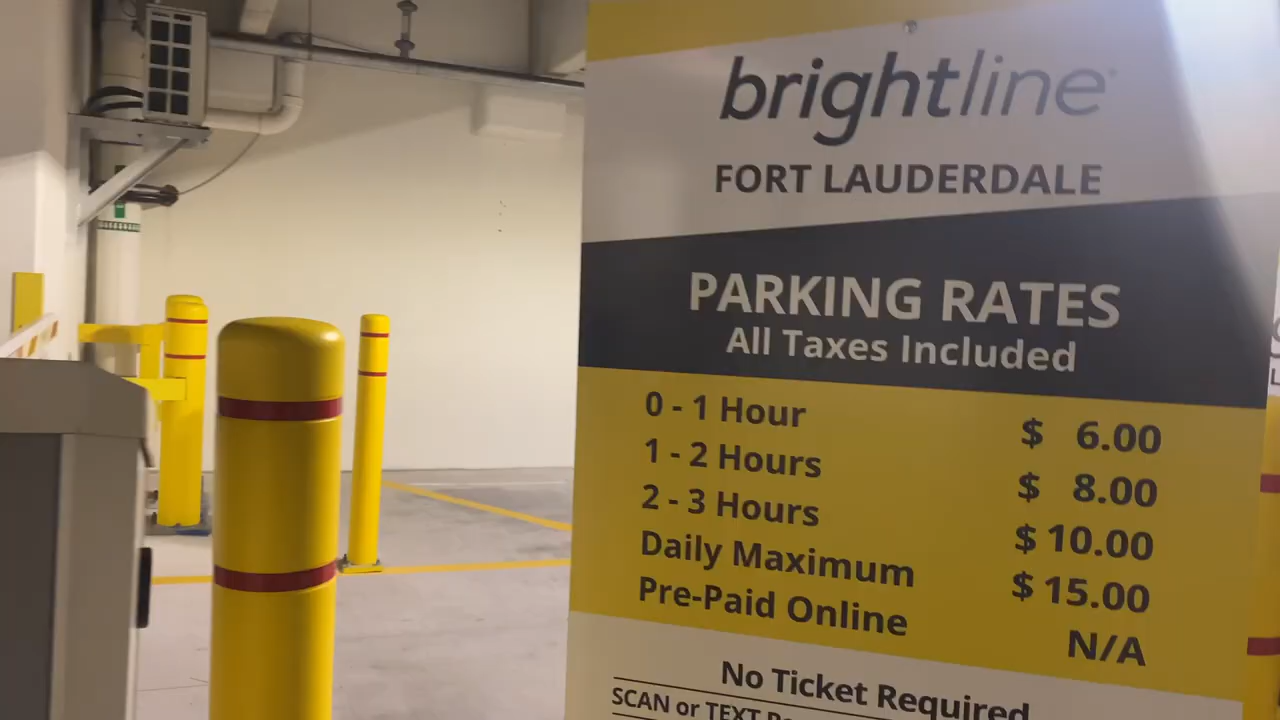 brightline
FORT LAUDERDALE
PARKING RATES
All Taxes Included
0 - 1 Hour $ 6.00
1 - 2 Hours $ 8.00
2 - 3 Hours $ 10.00
Daily Maximum $ 15.00
Pre-Paid Online N/A
No Ticket Required
SCAN or TEXT